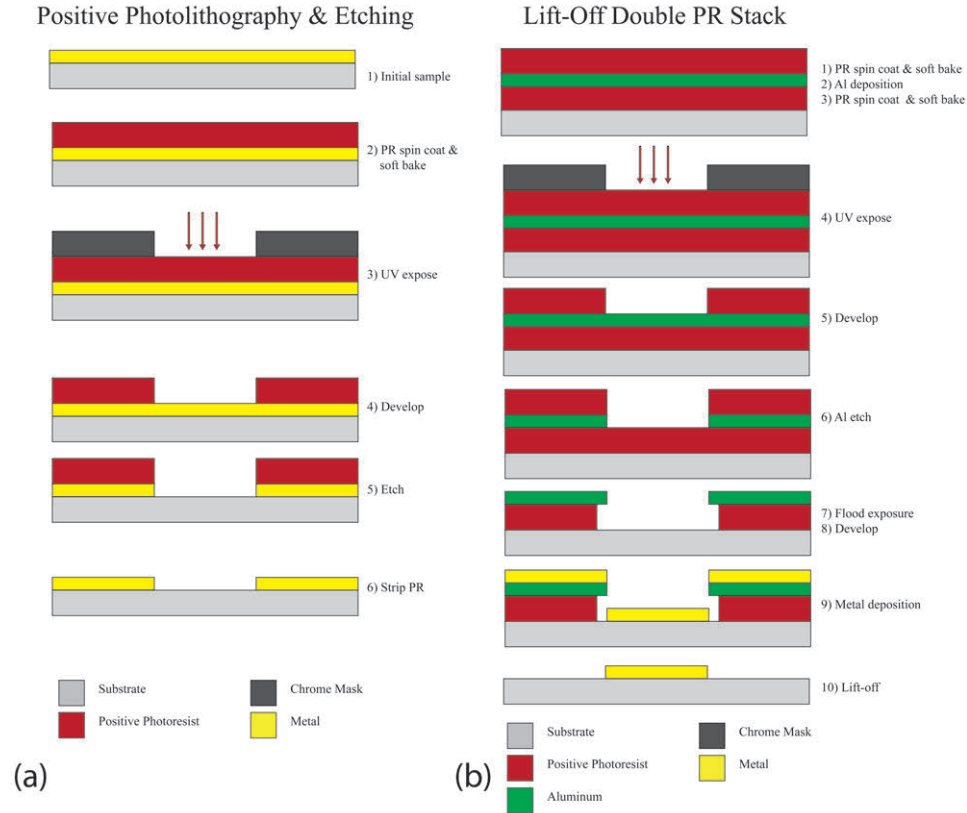 Positive Photolithography & Etching
1) Initial sample
2) PR spin coat &
soft bake
3) UV expose
4) Develop
5) Etch
6) Strip PR
Substrate
Chrome Mask
Positive Photoresist
Metal
(a)
Lift-Off Double PR Stack
1) PR spin coat & soft bake
2) Al deposition
3) PR spin coat & soft bake
4) UV expose
5) Develop
6) Al etch
7) Flood exposure
8) Develop
9) Metal deposition
10) Lift-off
Substrate
Chrome Mask
Positive Photoresist
Metal
Aluminum
(b)